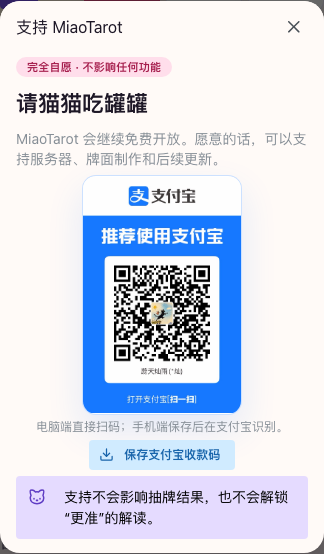 支持 MiaoTarot
完全自愿 · 不影响任何功能
请猫猫吃罐罐
MiaoTarot 会继续免费开放。愿意的话，可以支
持服务器、牌面制作和后续更新。
支付宝
推荐使用支付宝
打开支付宝[扫一扫]
电脑端直接扫码；手机端保存后在支付宝识别。
保存支付宝收款码
支持不会影响抽牌结果，也不会解锁
“更准”的解读。